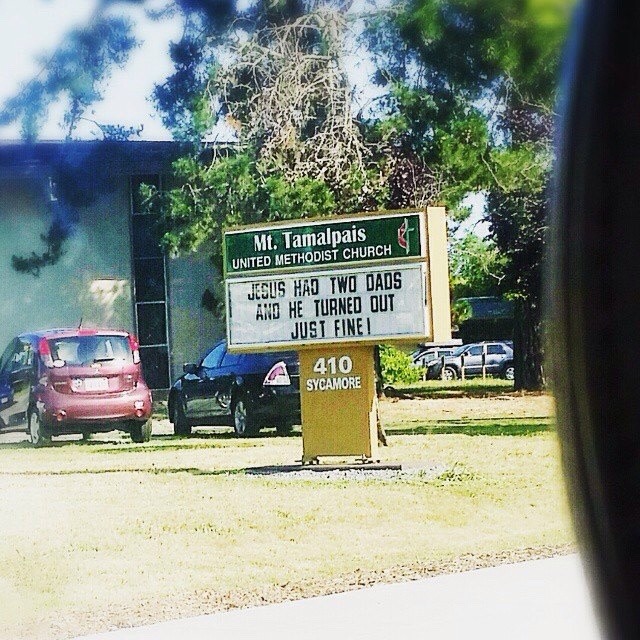 Mt. Tamalpais
UNITED METHODIST CHURCH
JESUS HAD TWO DADS
AND HE TURNED OUT
JUST FINE!
410
SYCAMORE